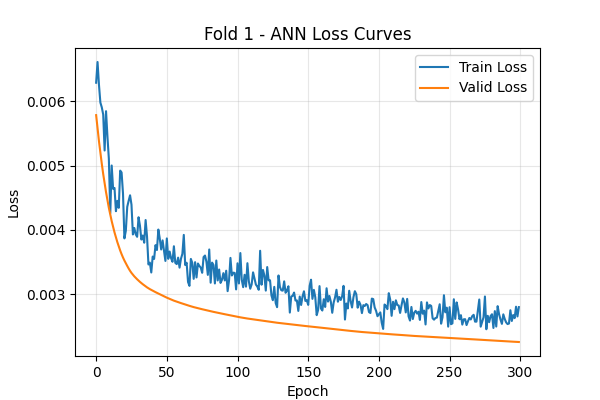 Fold 1 - ANN Loss Curves
Train Loss
Valid Loss
0.006
0.005
0.004
0.003
Loss
0 50 100 150 200 250 300
Epoch